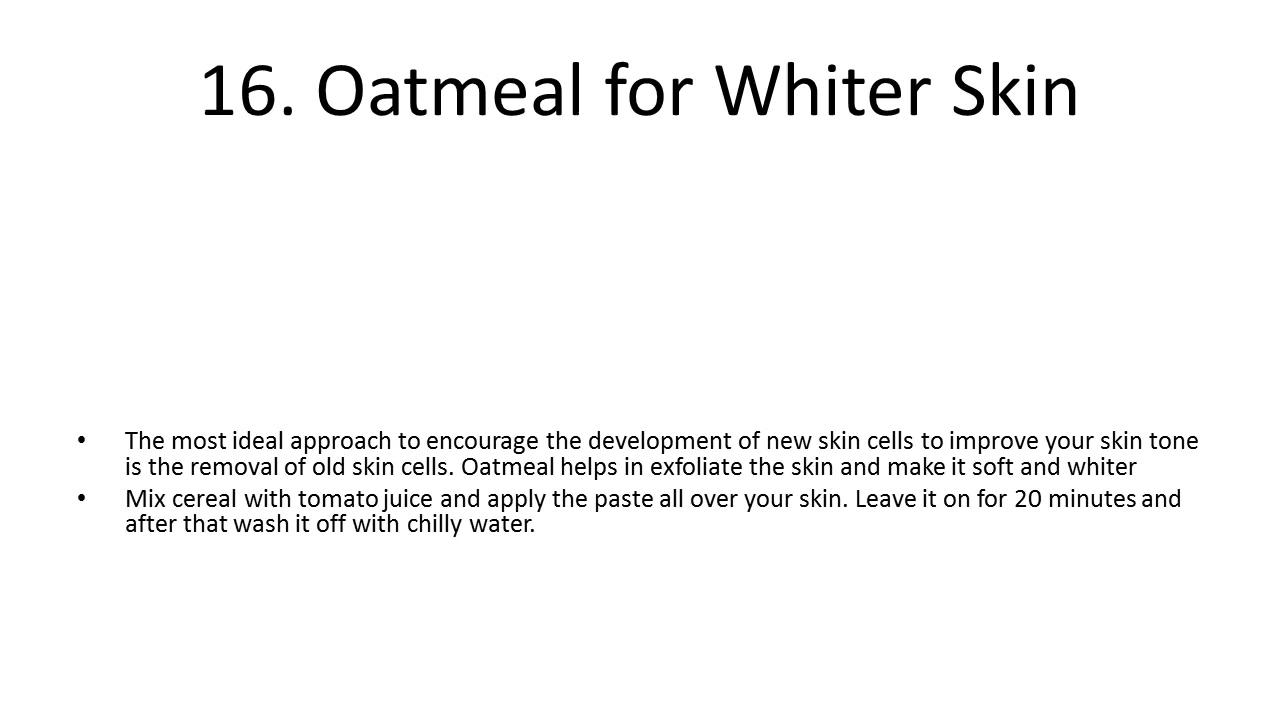 16. Oatmeal for Whiter Skin
• The most ideal approach to encourage the development of new skin cells to improve your skin tone
is the removal of old skin cells. Oatmeal helps in exfoliate the skin and make it soft and whiter
• Mix cereal with tomato juice and apply the paste all over your skin. Leave it on for 20 minutes and
after that wash it off with chilly water.